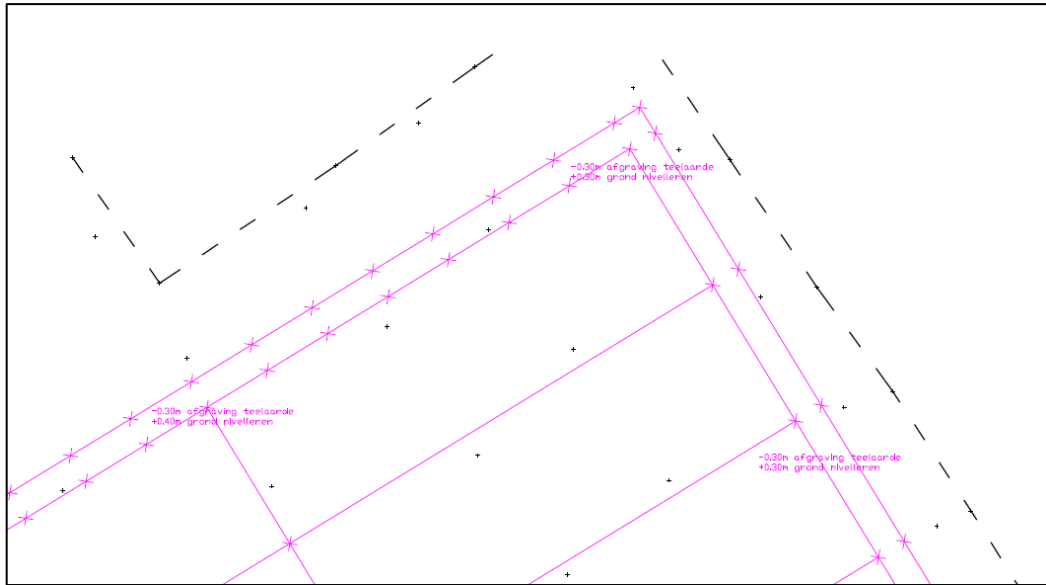 -0.30m afgraving teelaarde
+0.30m grond nivelleren
-0.30m afgraving teelaarde
+0.40m grond nivelleren
-0.30m afgraving teelaarde
+0.30m grond nivelleren